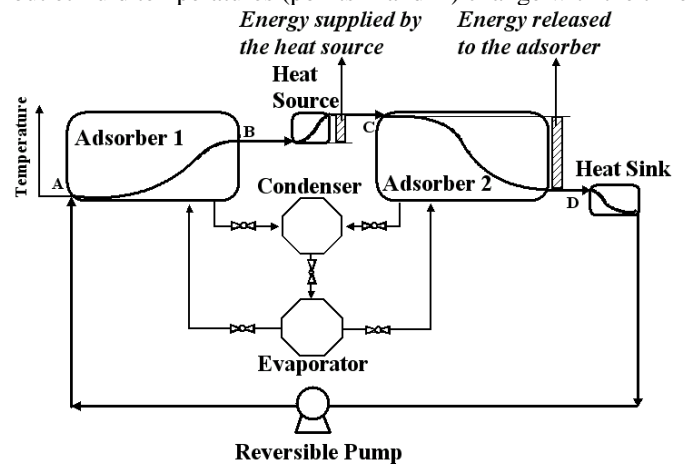 Energy supplied by
the heat source
Energy released
to the adsorber
Heat
Source
Temperature
Adsorber 1
A
B
C
Adsorber 2
Heat Sink
D
Condenser
Evaporator
Reversible Pump